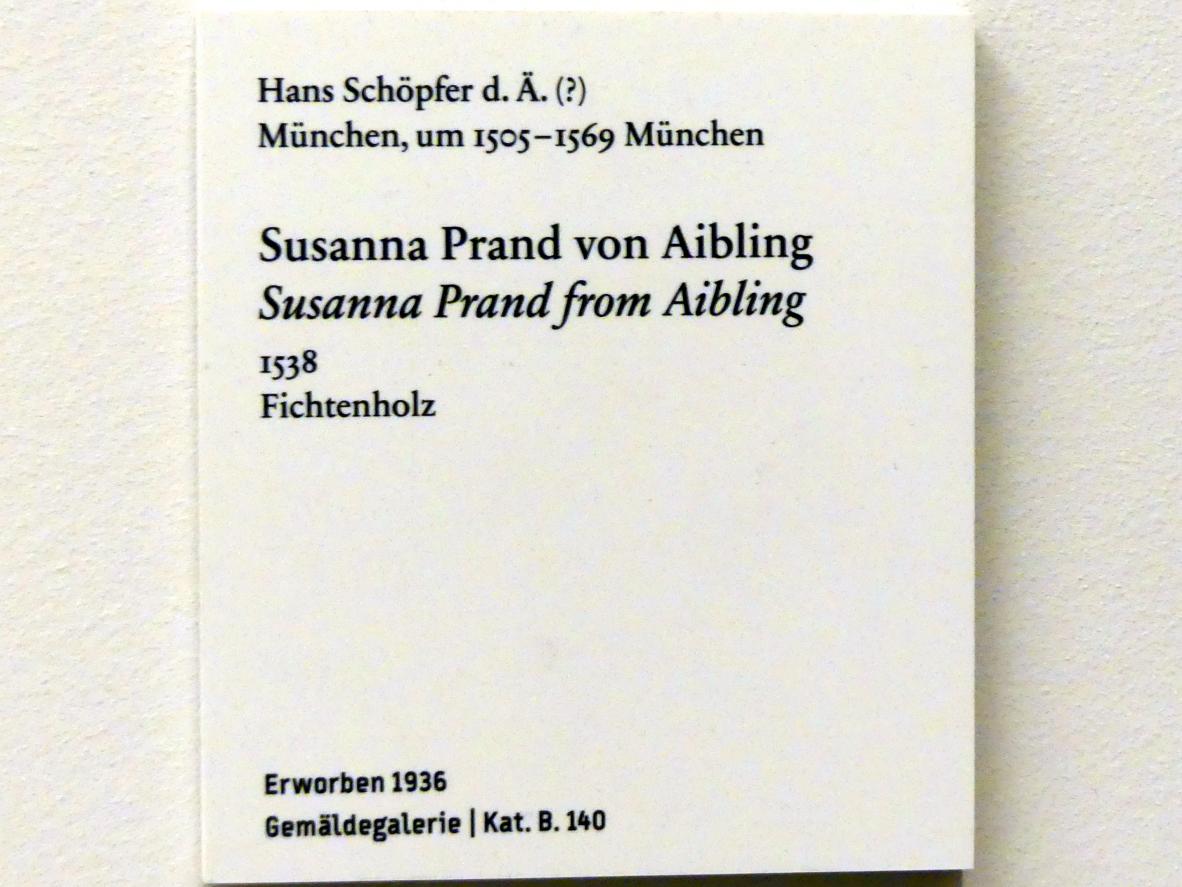 Hans Schöpfer d. Ä. (?)
München, um 1505–1569 München
Susanna Prand von Aibling
Susanna Prand from Aibling
1538
Fichtenholz
Erworben 1936
Gemäldegalerie | Kat. B. 140